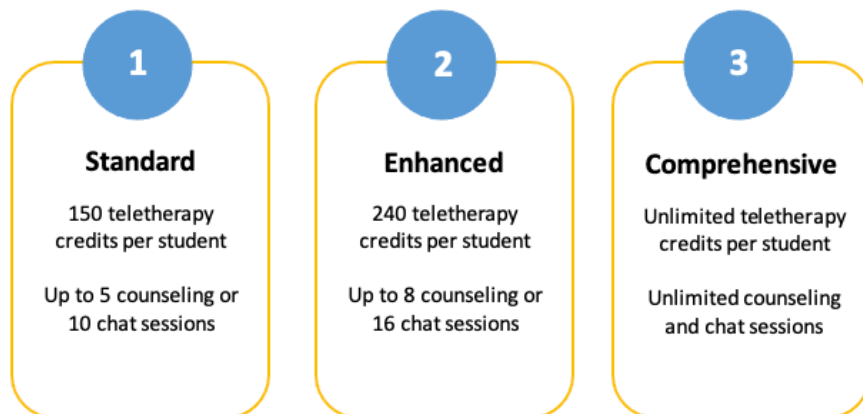 1
Standard
150 teletherapy
credits per student
Up to 5 counseling or
10 chat sessions
2
Enhanced
240 teletherapy
credits per student
Up to 8 counseling or
16 chat sessions
3
Comprehensive
Unlimited teletherapy
credits per student
Unlimited counseling
and chat sessions